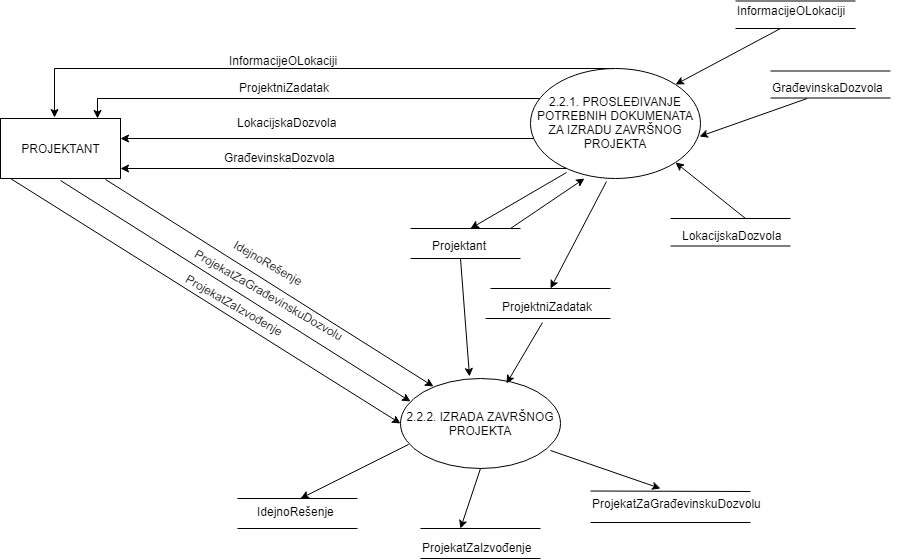 InformacijeOLokaciji
InformacijeOLokaciji
ProjektniZadatak
GrađevinskaDozvola
2.2.1. PROSLEĐIVANJE
POTREBNIH DOKUMENATA
ZA IZRADU ZAVRŠNOG
PROJEKTA
LokacijskaDozvola
PROJEKTANT
GrađevinskaDozvola
LokacijskaDozvola
Projektant
IdejnoRešenje
ProjekatZaGrađevinskuDozvolu
ProjekatZaIzvođenje
ProjektniZadatak
2.2.2. IZRADA ZAVRŠNOG
PROJEKTA
IdejnoRešenje
ProjekatZaGrađevinskuDozvolu
ProjekatZaIzvođenje